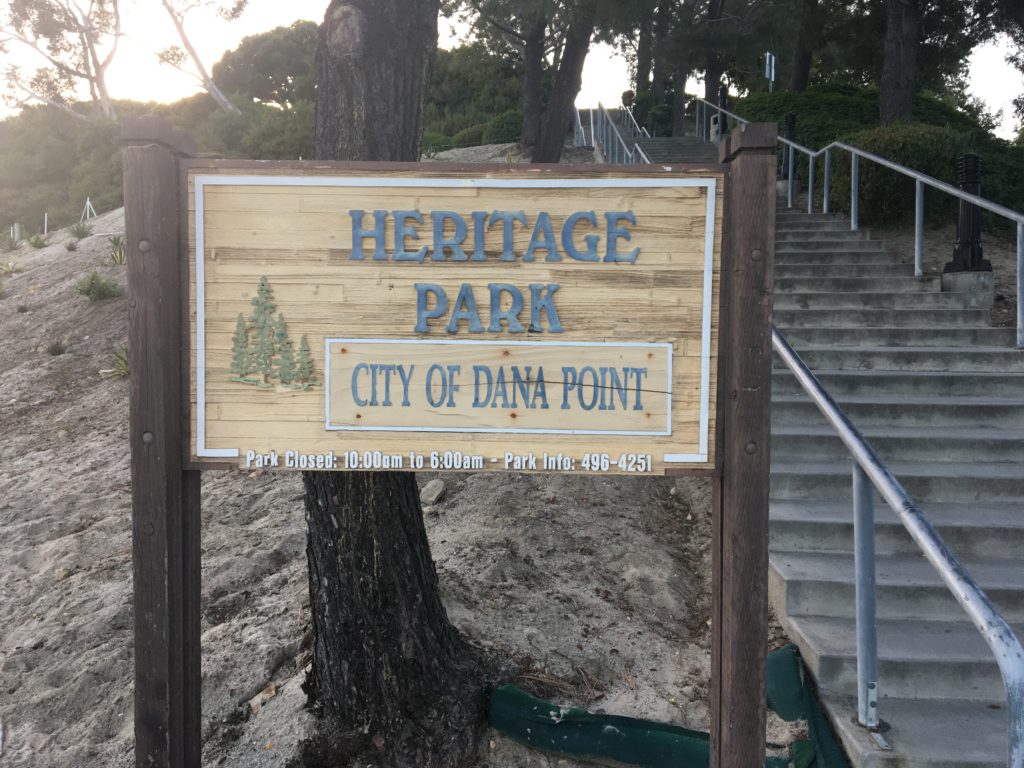 HERITAGE
PARK
CITY OF DANA POINT
Park Closed: 10:00pm to 6:00am - Park Info: 496-4251